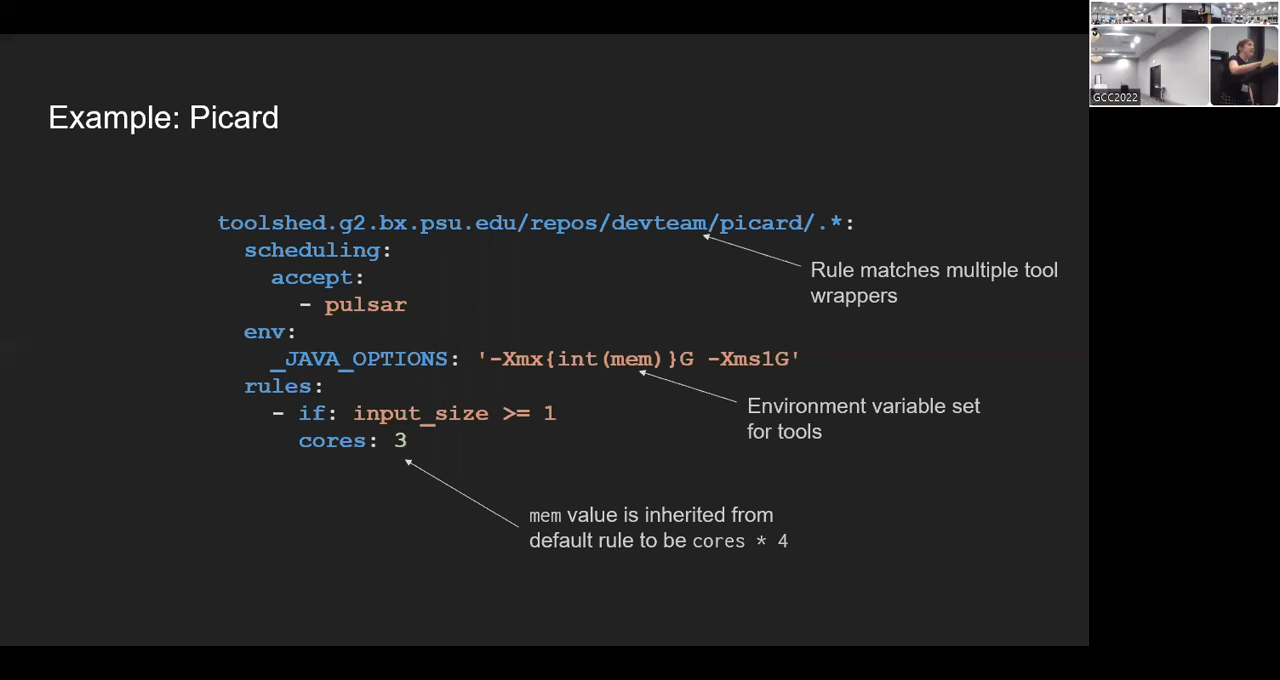 Example: Picard
toolshed.g2.bx.psu.edu/repos/devteam/picard/.*:
scheduling:
accept:
- pulsar
env:
_JAVA_OPTIONS: '-Xmx{int(mem)}G -Xms1G'
rules:
- if: input_size >= 1
cores: 3
Rule matches multiple tool
wrappers
Environment variable set
for tools
mem value is inherited from
default rule to be cores * 4
GCC2022